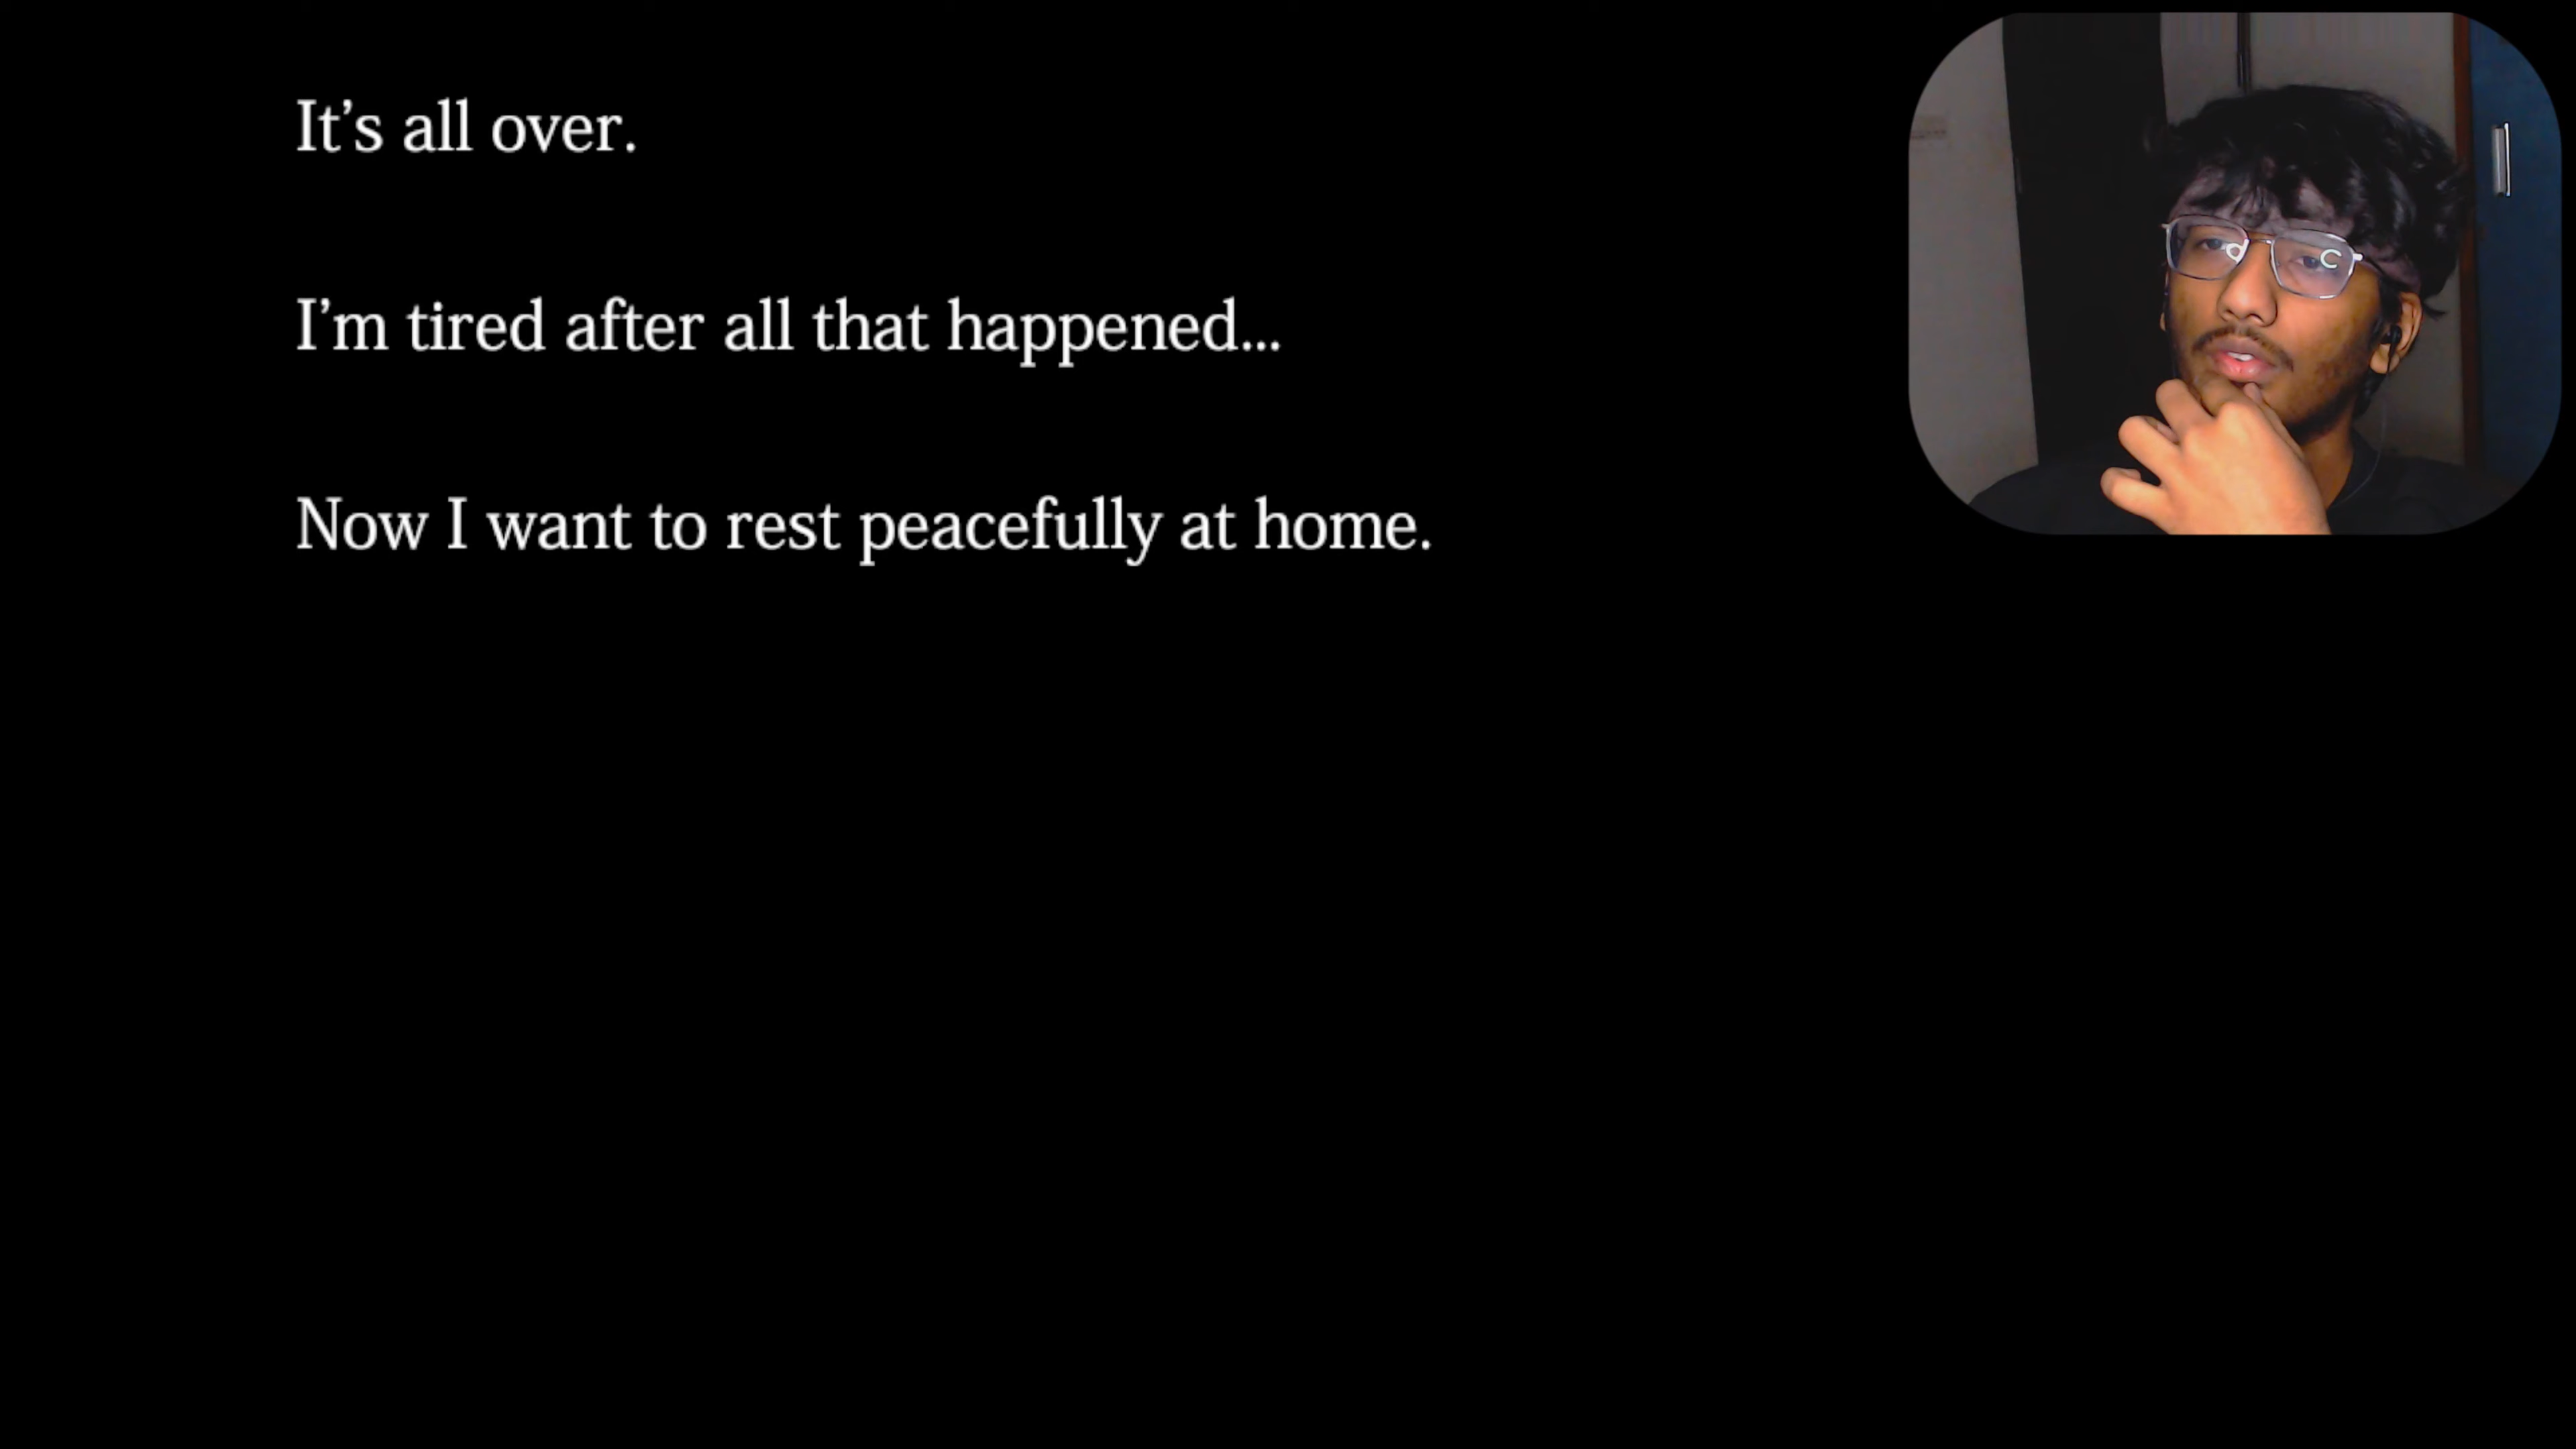 It's all over.
I'm tired after all that happened...
Now I want to rest peacefully at home.